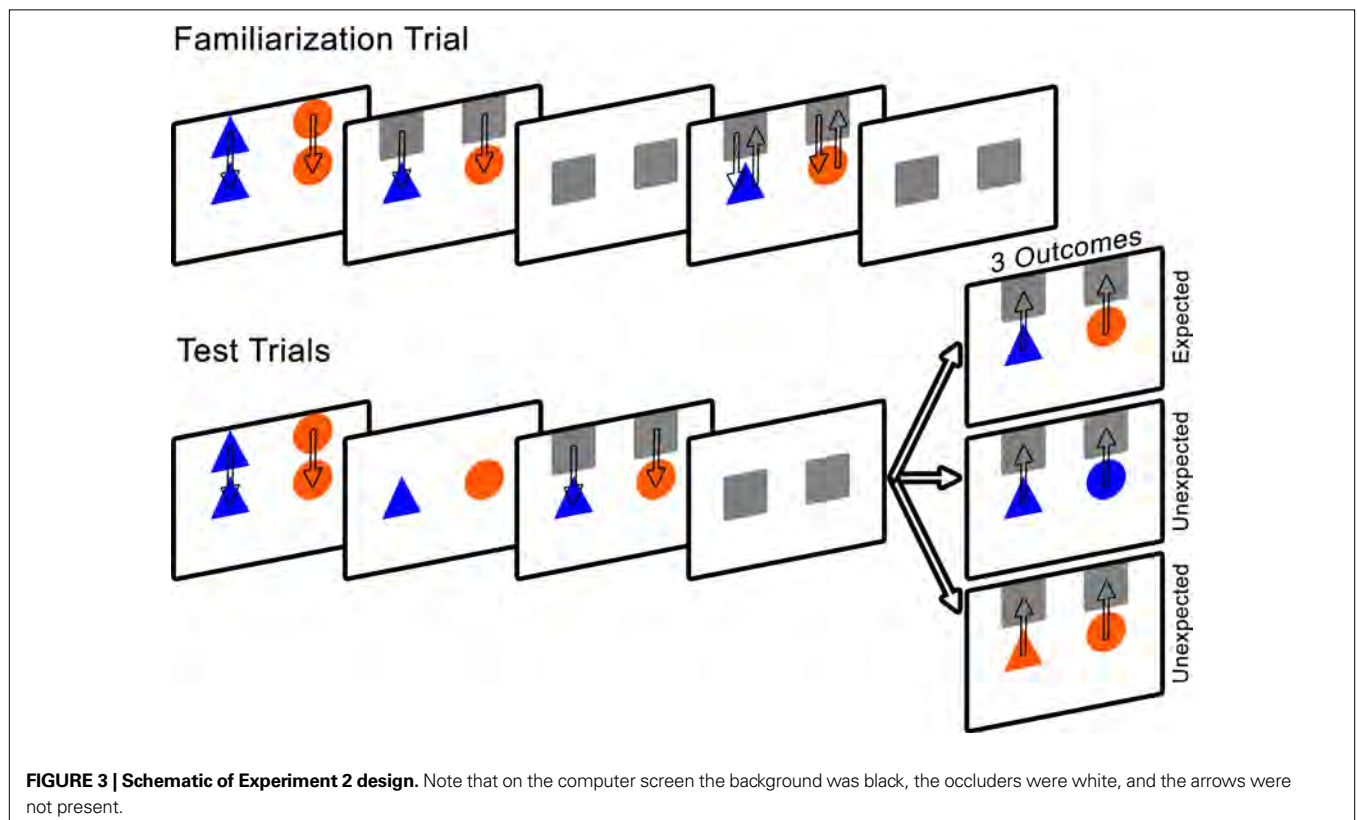 Familiarization Trial
3 Outcomes
Expected
Test Trials
Unexpected
Unexpected
FIGURE 3 | Schematic of Experiment 2 design. Note that on the computer screen the background was black, the occluders were white, and the arrows were
not present.